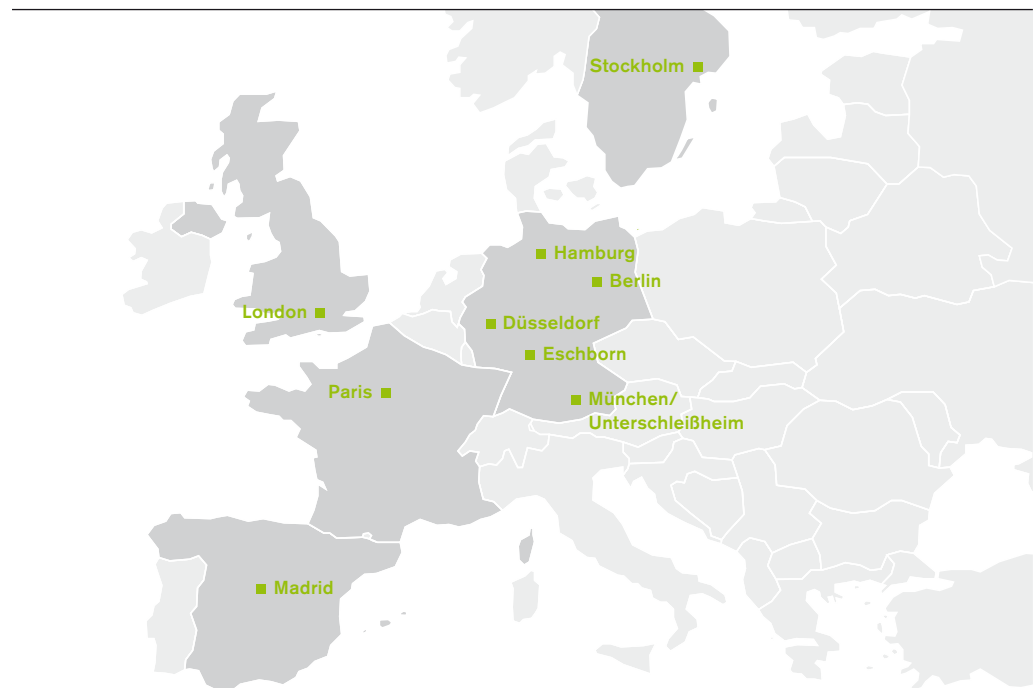 Stockholm
Hamburg
Berlin
London
Düsseldorf
Eschborn
Paris
München/
Unterschleißheim
Madrid